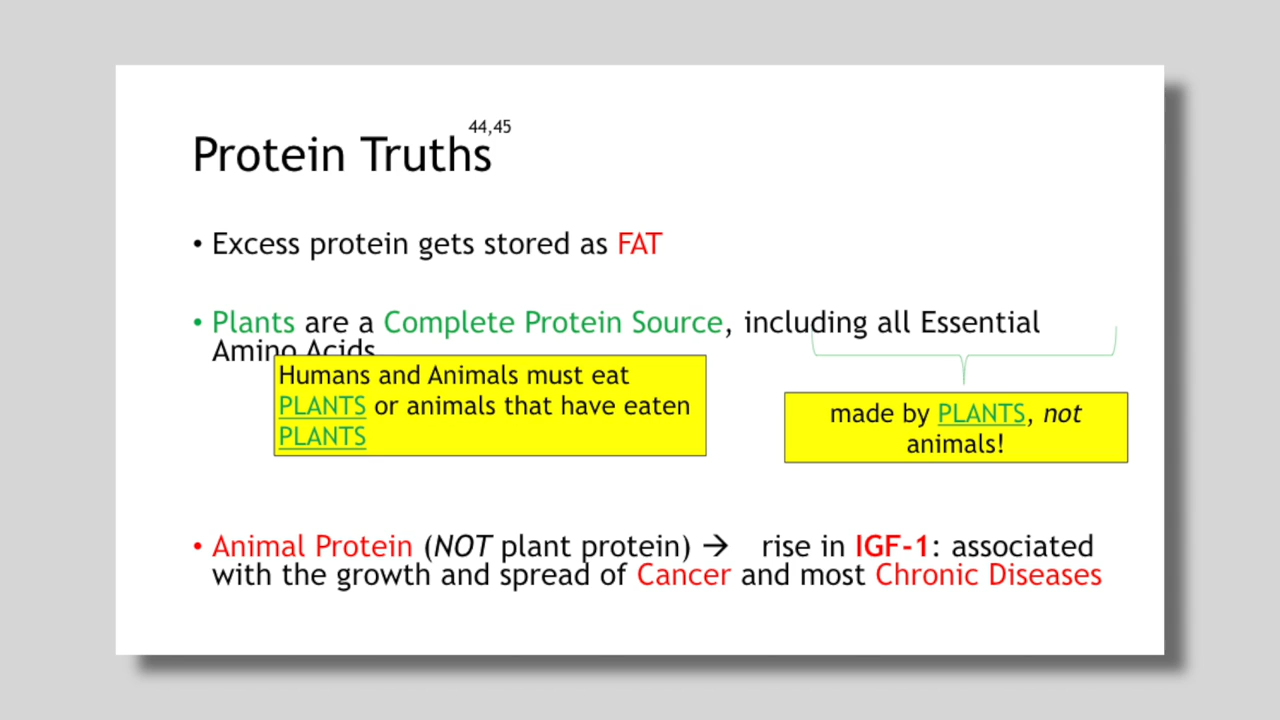 Protein Truths 44,45
• Excess protein gets stored as FAT
• Plants are a Complete Protein Source, including all Essential
Amino Acids
Humans and Animals must eat
PLANTS or animals that have eaten
PLANTS
made by PLANTS, not
animals!
• Animal Protein (NOT plant protein) → rise in IGF-1: associated
with the growth and spread of Cancer and most Chronic Diseases